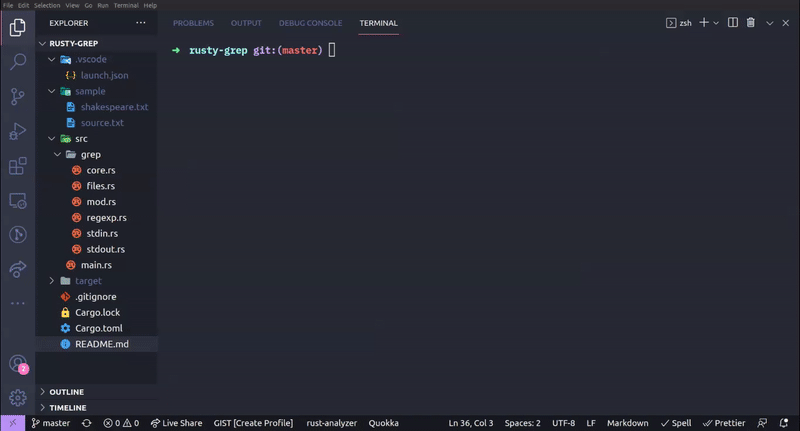 File Edit Selection View Go Run Terminal Help
EXPLORER
RUSTY-GREP
.vscode
launch.json
sample
shakespeare.txt
source.txt
src
grep
core.rs
files.rs
mod.rs
regexp.rs
stdin.rs
stdout.rs
main.rs
target
.gitignore
Cargo.lock
Cargo.toml
README.md
OUTLINE
TIMELINE
PROBLEMS OUTPUT DEBUG CONSOLE TERMINAL zsh
➜ rusty-grep git:(master)
2
master 0 0 Live Share GIST [Create Profile] rust-analyzer Quokka Ln 36, Col 3 Spaces: 2 UTF-8 LF Markdown Spell Prettier